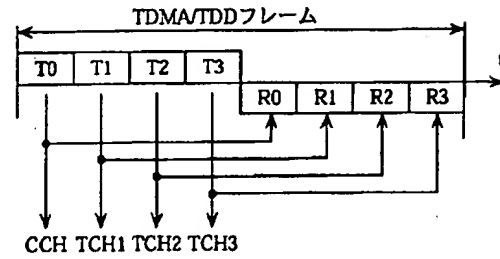 TDMA/TDDフレーム
T0 T1 T2 T3
R0 R1 R2 R3
CCH TCH1 TCH2 TCH3